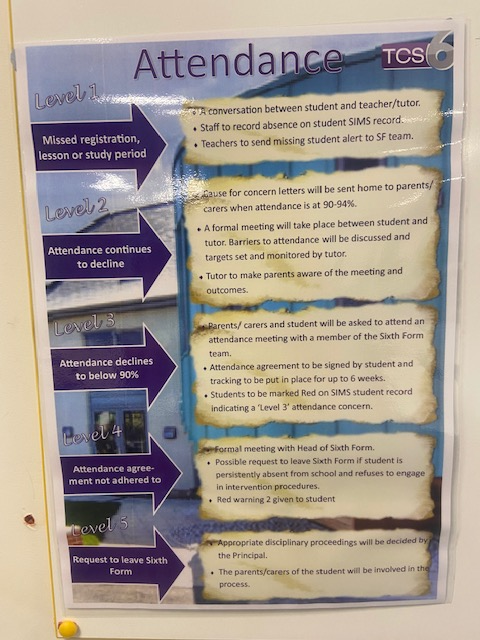 Attendance
TCS6
Level 1
Missed registration,
lesson or study period
A conversation between student and teacher/tutor.
• Staff to record absence on student SIMS record.
• Teachers to send missing student alert to SF team.
Level 2
Attendance continues
to decline
Cause for concern letters will be sent home to parents/
carers when attendance is at 90-94%.
• A formal meeting will take place between student and
tutor. Barriers to attendance will be discussed and
targets set and monitored by tutor.
• Tutor to make parents aware of the meeting and
outcomes.
Level 3
Attendance declines
to below 90%
• Parents/ carers and student will be asked to attend an
attendance meeting with a member of the Sixth Form
team.
• Attendance agreement to be signed by student and
tracking to be put in place for up to 6 weeks.
• Students to be marked Red on SIMS student record
indicating a ‘Level 3’ attendance concern.
Level 4
Attendance agree-
ment not adhered to
• Formal meeting with Head of Sixth Form.
• Possible request to leave Sixth Form if student is
persistently absent from school and refuses to engage
in intervention procedures.
• Red warning 2 given to student
Level 5
Request to leave Sixth
Form
• Appropriate disciplinary proceedings will be decided by
the Principal.
• The parents/carers of the student will be involved in the
process.